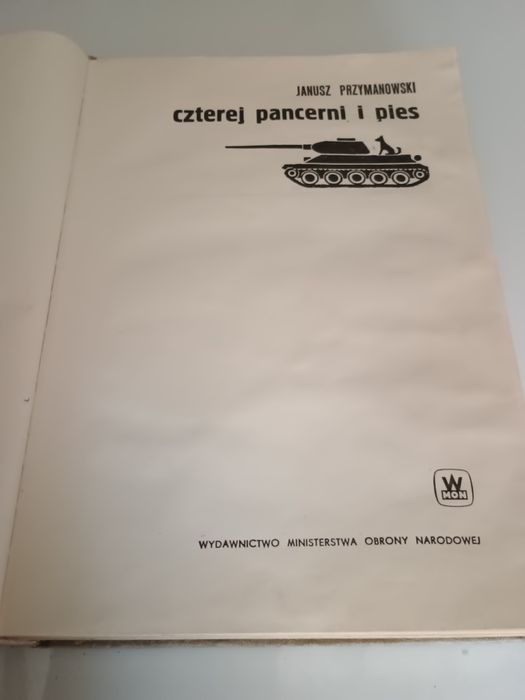 JANUSZ PRZYMANOWSKI
czterej pancerni i pies
W
MON
WYDAWNICTWO MINISTERSTWA OBRONY NARODOWEJ